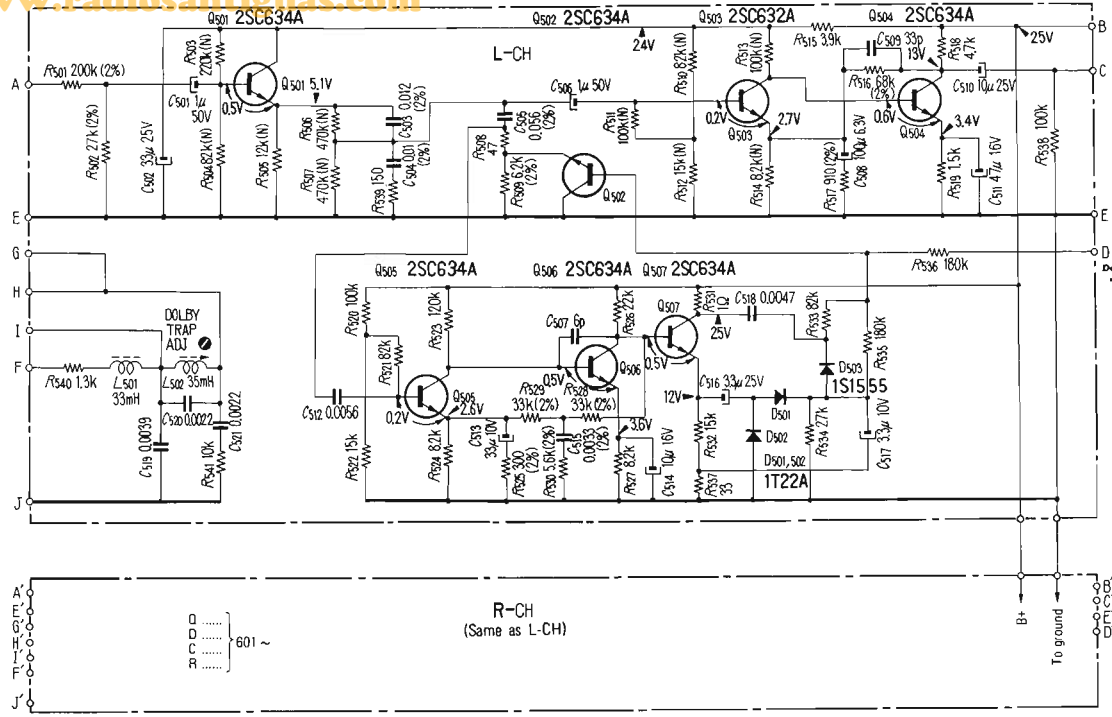 www.radiosantiguas.com
Q501 2SC634A
Q502 2SC634A
Q503 2SC632A
Q504 2SC634A
L-CH
B
C
E
D
A
E
G
H
I
F
J
R501 200k (2%)
R502 27k (2%)
C502 33μ 25V
R503 220k(N)
C501 1μ 50V
0.5V
R504 82k(N)
Q501 5.1V
R505 12k(N)
R506 470k(N)
R507 470k(N)
C503 0.012 (2%)
C504 0.01 (2%)
R539 150
R508 47
C505 0.056 (2%)
R509 6.2k (2%)
C506 1μ 50V
Q502
24V
R510 82k(N)
R511 100k(N)
R512 15k(N)
0.2V
R513 100k(N)
Q503
2.7V
R514 8.2k(N)
R515 3.9k
C509 33p
13V
R516 68k (2%)
R517 910 (2%)
C508 100μ 6.3V
0.6V
R518 4.7k
Q504
3.4V
R519 1.5k
C511 47μ 16V
C510 10μ 25V
25V
R538 100k
R536 180k
Q505 2SC634A
Q506 2SC634A
Q507 2SC634A
DOLBY
TRAP
ADJ
R540 1.3k
L501
33mH
L502 35mH
C520 0.0022
C519 0.0039
C521 0.0022
R541 10k
C512 0.0056
R520 100k
R521 82k
R522 15k
0.2V
R523 120k
Q505
2.6V
R524 8.2k
C513
33μ 10V
R525 300
(2%)
R529
33k(2%)
R530 5.6k(2%)
C515
0.0033
(2%)
R528
33k(2%)
C507 6p
0.5V
R526 22k
Q506
3.6V
R527 8.2k
C514 10μ 16V
Q507
0.5V
R531
1Ω
25V
C518 0.0047
12V
C516 3.3μ 25V
R532 15k
R537
33
D501
D502
D501,502
1T22A
R533 82k
D503
1S1555
R534 27k
R535 180k
C517 3.3μ 10V
A'
E'
G'
H'
I'
F'
J'
Q ......
D ......
C ......
R ......
601 ~
R-CH
(Same as L-CH)
B+
To ground
B'
C'
E'
D